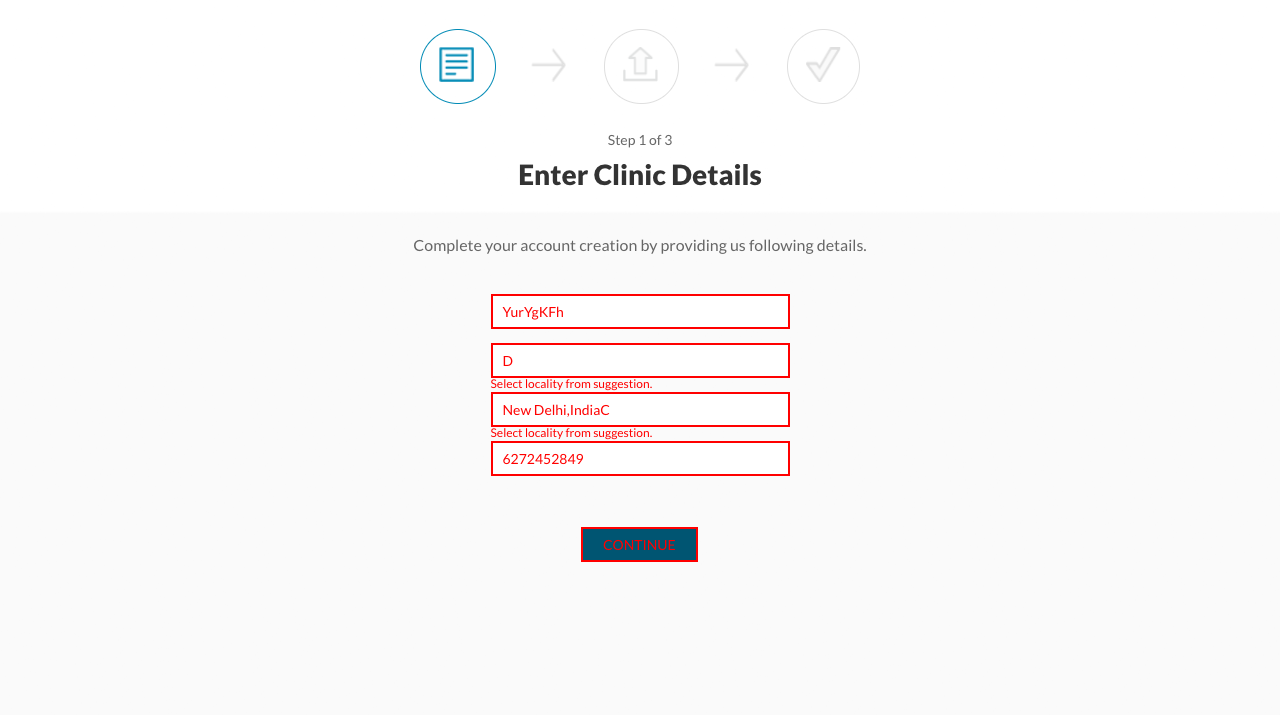 Step 1 of 3
Enter Clinic Details
Complete your account creation by providing us following details.
YurYgKFh
D
Select locality from suggestion.
New Delhi,IndiaC
Select locality from suggestion.
6272452849
CONTINUE